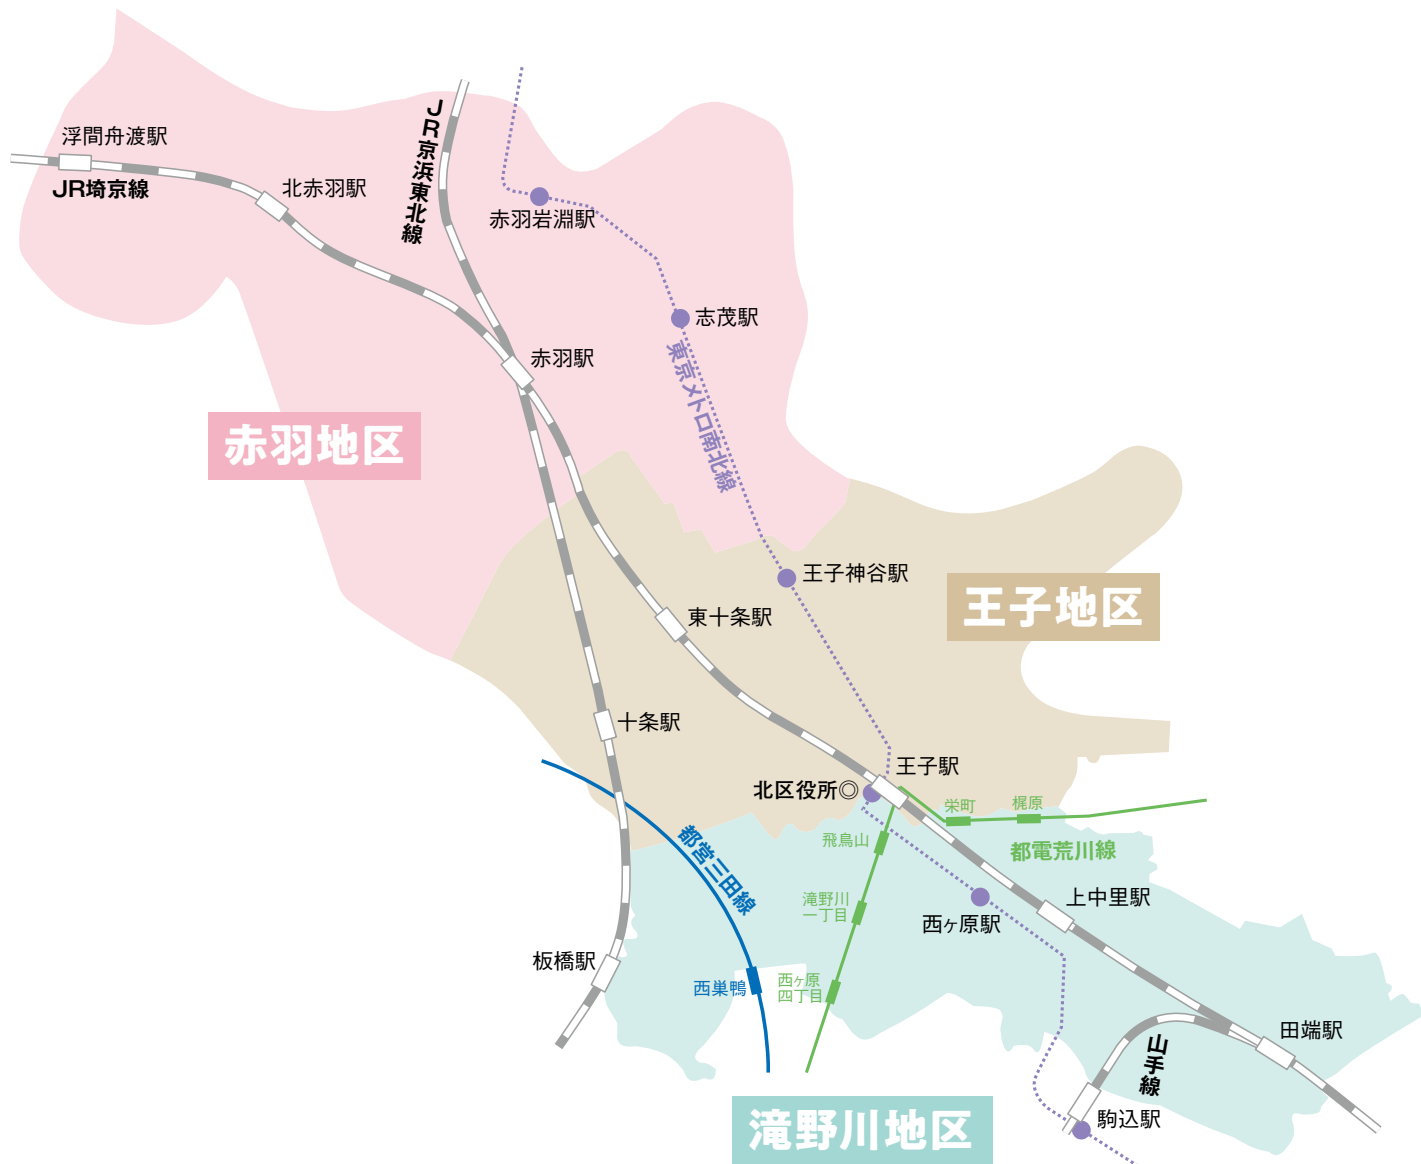 浮間舟渡駅
JR埼京線
北赤羽駅
JR京浜東北線
赤羽岩淵駅
志茂駅
赤羽駅
東京メトロ南北線
赤羽地区
王子神谷駅
王子地区
東十条駅
十条駅
王子駅
北区役所◎
栄町
梶原
飛鳥山
都電荒川線
都営三田線
滝野川
一丁目
西ヶ原駅
上中里駅
板橋駅
西巣鴨
西ヶ原
四丁目
田端駅
山手線
駒込駅
滝野川地区